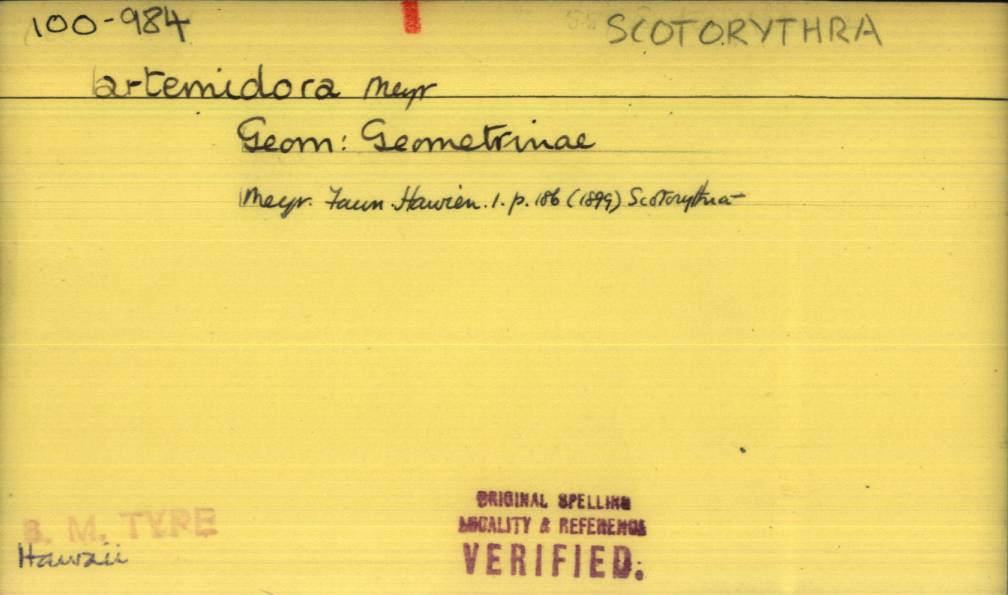 100-984
SCOTORYTHRA
artemidora Meyr
Geom: Geometrinae
Meyr. Faun. Hawien. 1. p. 186 (1899) Scotorythra
B. M. TYPE
Hawaii
ORIGINAL SPELLING
LOCALITY & REFERENCE
VERIFIED.